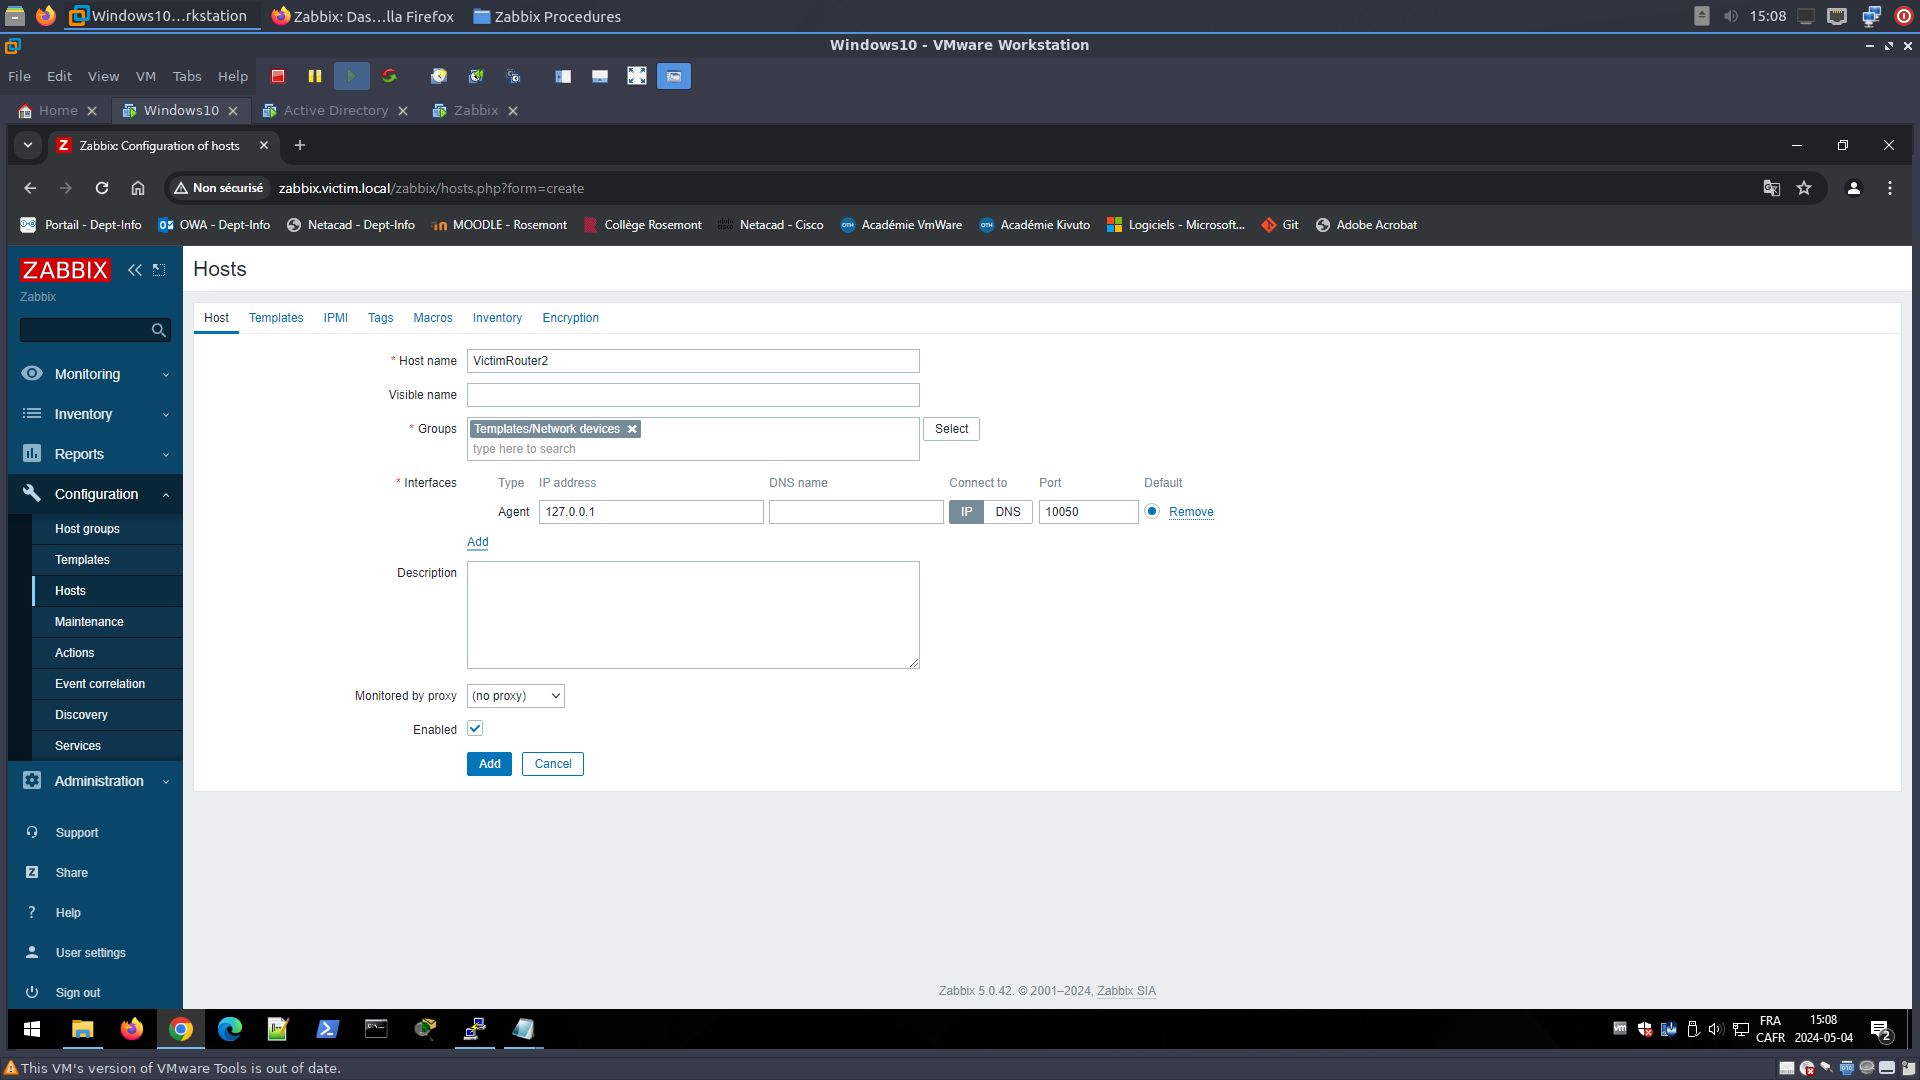 Windows10...rkstation
Zabbix: Das...lla Firefox
Zabbix Procedures
15:08
Windows10 - VMware Workstation
File Edit View VM Tabs Help
Home
Windows10
Active Directory
Zabbix
Z Zabbix: Configuration of hosts
Non sécurisé zabbix.victim.local/zabbix/hosts.php?form=create
Portail - Dept-Info
OWA - Dept-Info
Netacad - Dept-Info
MOODLE - Rosemont
Collège Rosemont
Netacad - Cisco
Académie VmWare
Académie Kivuto
Logiciels - Microsoft...
Git
Adobe Acrobat
ZABBIX
Zabbix
Monitoring
Inventory
Reports
Configuration
Host groups
Templates
Hosts
Maintenance
Actions
Event correlation
Discovery
Services
Administration
Support
Share
Help
User settings
Sign out
Hosts
Host Templates IPMI Tags Macros Inventory Encryption
* Host name VictimRouter2
Visible name
* Groups Templates/Network devices Select
type here to search
* Interfaces Type IP address DNS name Connect to Port Default
Agent 127.0.0.1 IP DNS 10050 Remove
Add
Description
Monitored by proxy (no proxy)
Enabled
Add Cancel
Zabbix 5.0.42. © 2001–2024, Zabbix SIA
FRA
CAFR
15:08
2024-05-04
2
This VM's version of VMware Tools is out of date.